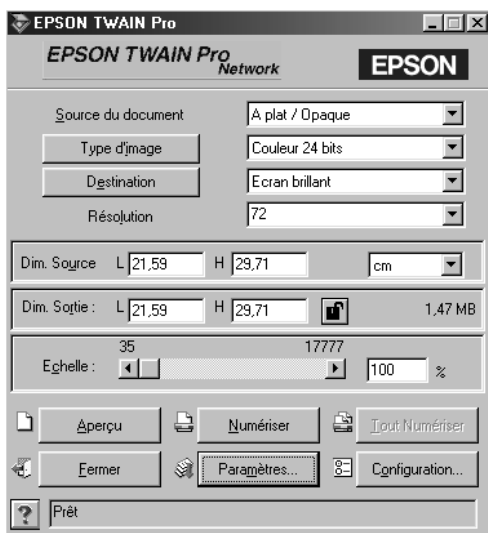 EPSON TWAIN Pro
EPSON TWAIN Pro
Network
EPSON
Source du document A plat / Opaque
Type d'image Couleur 24 bits
Destination Ecran brillant
Résolution 72
Dim. Source L 21,59 H 29,71 cm
Dim. Sortie : L 21,59 H 29,71 1,47 MB
35 17777
Echelle : 100 %
Aperçu Numériser Tout Numériser
Fermer Paramètres... Configuration...
? Prêt